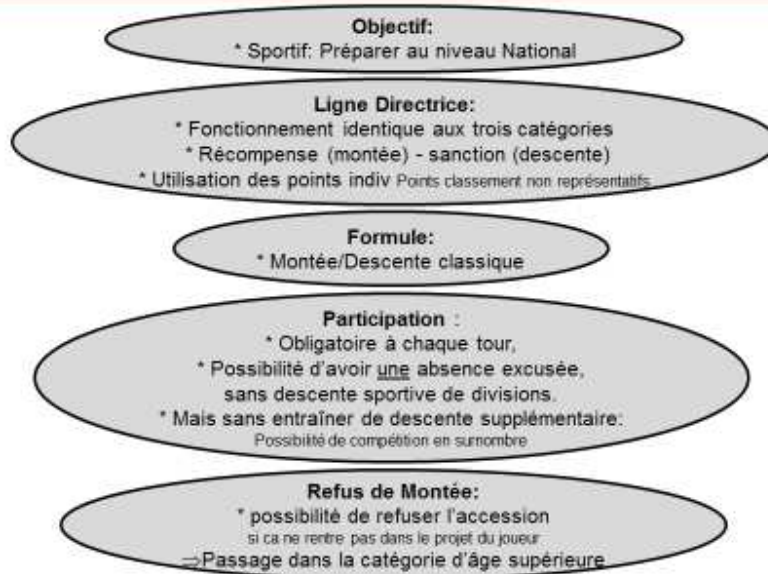 Objectif:
* Sportif: Préparer au niveau National
Ligne Directrice:
* Fonctionnement identique aux trois catégories
* Récompense (montée) - sanction (descente)
* Utilisation des points indiv Points classement non représentatifs
Formule:
* Montée/Descente classique
Participation :
* Obligatoire à chaque tour,
* Possibilité d'avoir une absence excusée,
sans descente sportive de divisions.
* Mais sans entraîner de descente supplémentaire:
Possibilité de compétition en surnombre
Refus de Montée:
* possibilité de refuser l'accession
si ca ne rentre pas dans le projet du joueur
⇒Passage dans la catégorie d'âge supérieure